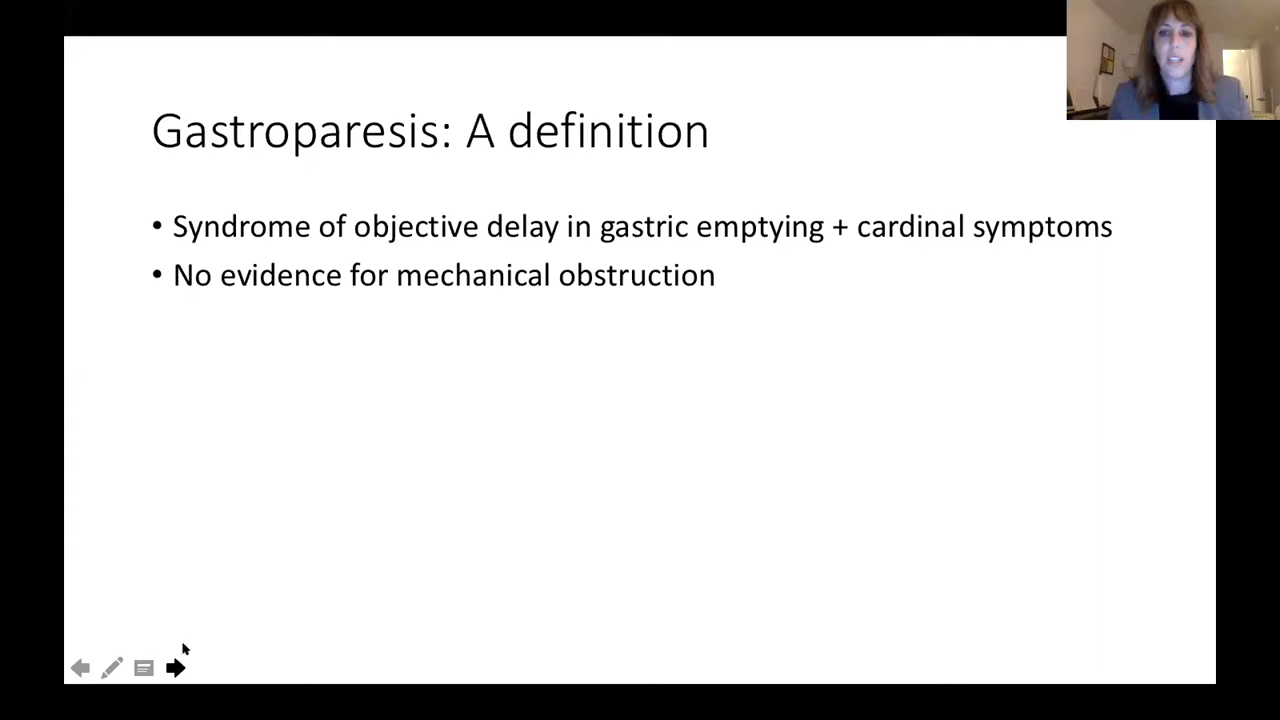 Gastroparesis: A definition
• Syndrome of objective delay in gastric emptying + cardinal symptoms
• No evidence for mechanical obstruction